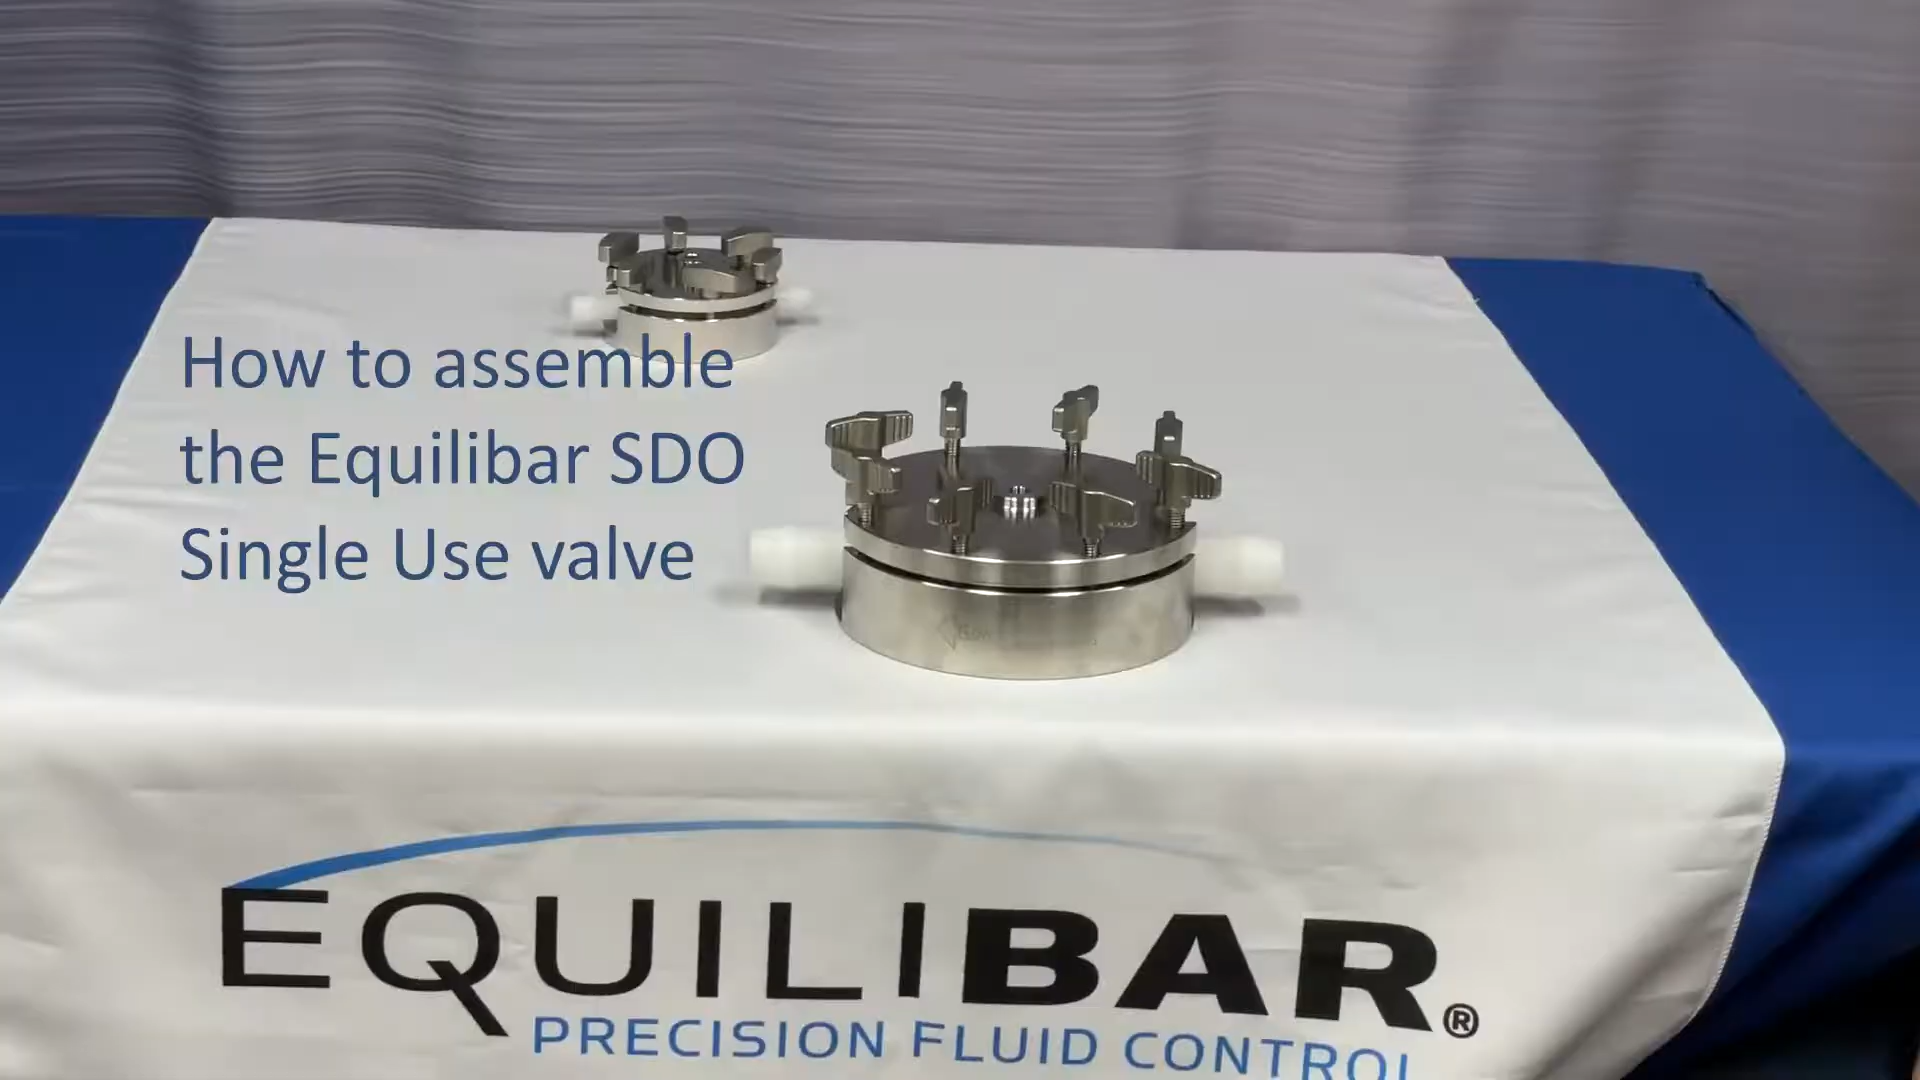 How to assemble
the Equilibar SDO
Single Use valve
EQUILIBAR®
PRECISION FLUID CONTROL